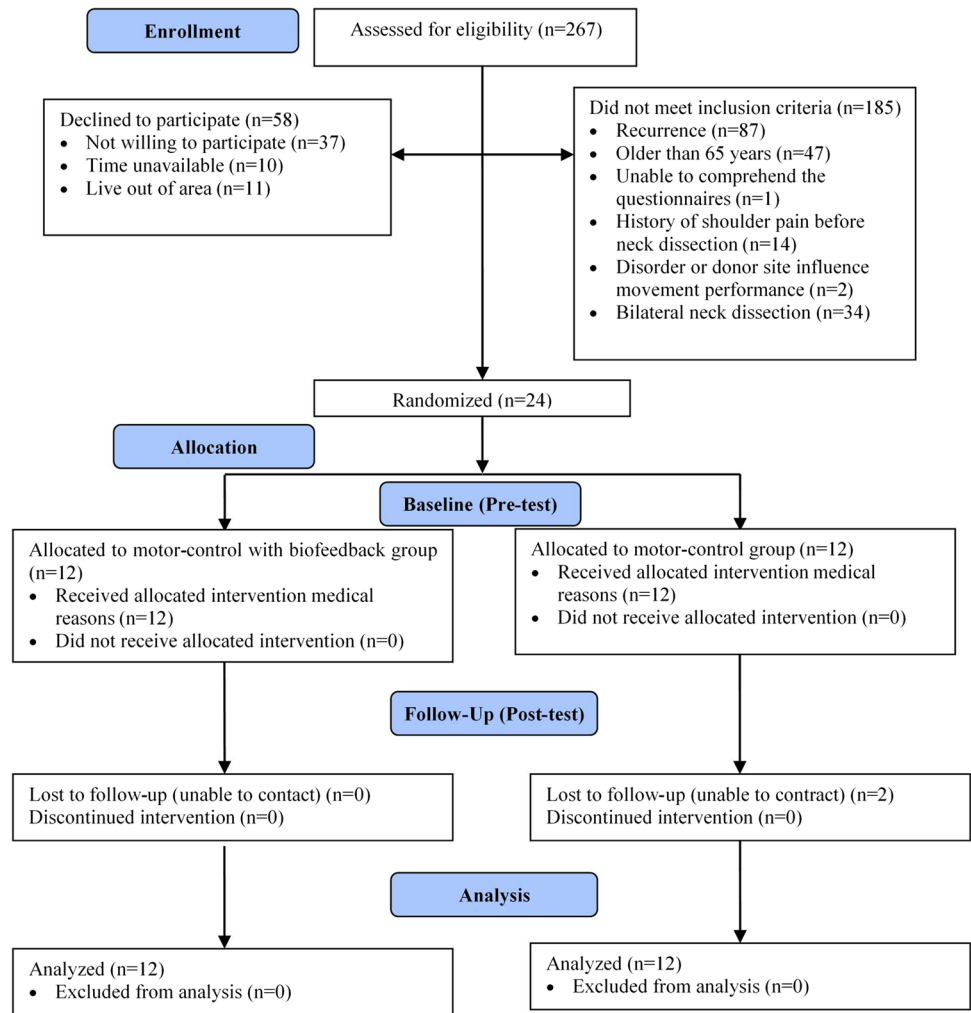 Enrollment
Assessed for eligibility (n=267)
Declined to participate (n=58)
• Not willing to participate (n=37)
• Time unavailable (n=10)
• Live out of area (n=11)
Did not meet inclusion criteria (n=185)
• Recurrence (n=87)
• Older than 65 years (n=47)
• Unable to comprehend the
questionnaires (n=1)
• History of shoulder pain before
neck dissection (n=14)
• Disorder or donor site influence
movement performance (n=2)
• Bilateral neck dissection (n=34)
Randomized (n=24)
Allocation
Baseline (Pre-test)
Allocated to motor-control with biofeedback group
(n=12)
• Received allocated intervention medical
reasons (n=12)
• Did not receive allocated intervention (n=0)
Allocated to motor-control group (n=12)
• Received allocated intervention medical
reasons (n=12)
• Did not receive allocated intervention (n=0)
Follow-Up (Post-test)
Lost to follow-up (unable to contact) (n=0)
Discontinued intervention (n=0)
Lost to follow-up (unable to contract) (n=2)
Discontinued intervention (n=0)
Analysis
Analyzed (n=12)
• Excluded from analysis (n=0)
Analyzed (n=12)
• Excluded from analysis (n=0)